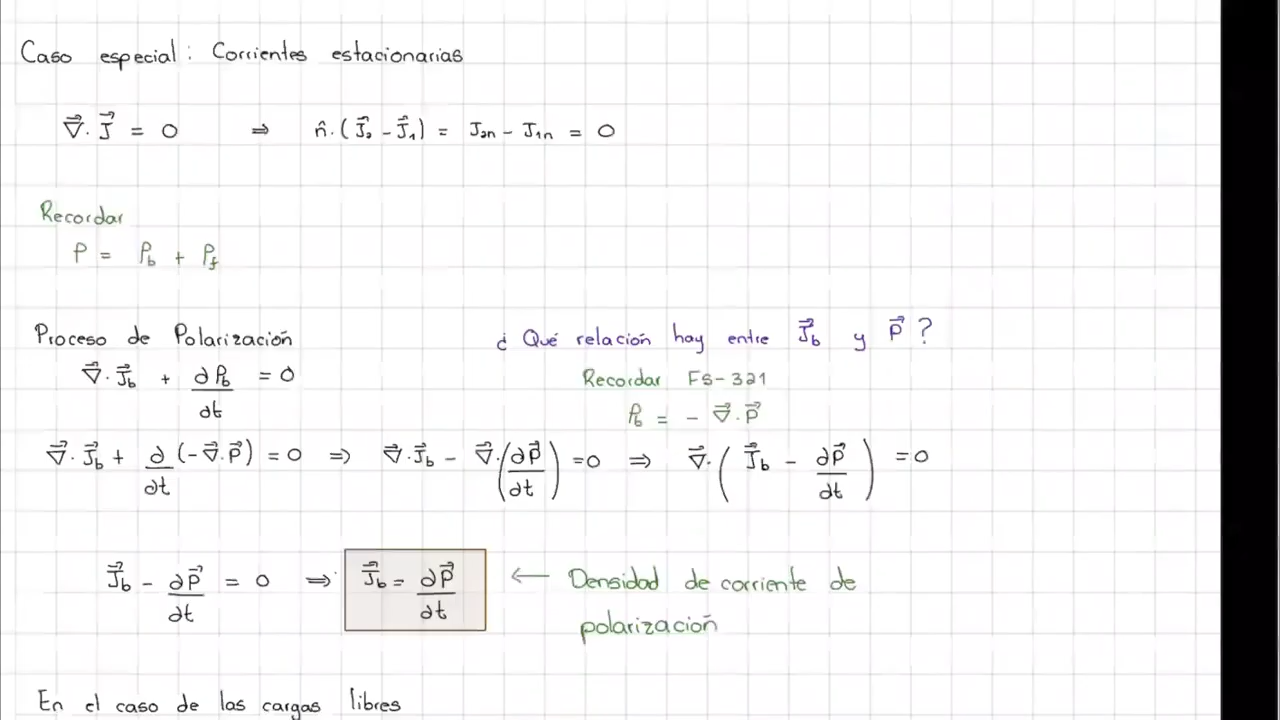 Caso especial: Corrientes estacionarias
∇⃗·J⃗ = 0 ⇒ n̂·(J⃗₂ - J⃗₁) = J₂n - J₁n = 0
Recordar
ρ = ρ_b + ρ_f
Proceso de Polarización ¿Qué relación hay entre J⃗_b y P⃗?
∇⃗·J⃗_b + ∂ρ_b/∂t = 0 Recordar FS-321
ρ_b = - ∇⃗·P⃗
∇⃗·J⃗_b + ∂/∂t (-∇⃗·P⃗) = 0 ⇒ ∇⃗·J⃗_b - ∇⃗·(∂P⃗/∂t) = 0 ⇒ ∇⃗·(J⃗_b - ∂P⃗/∂t) = 0
J⃗_b - ∂P⃗/∂t = 0 ⇒ J⃗_b = ∂P⃗/∂t ← Densidad de corriente de
polarización
En el caso de las cargas libres